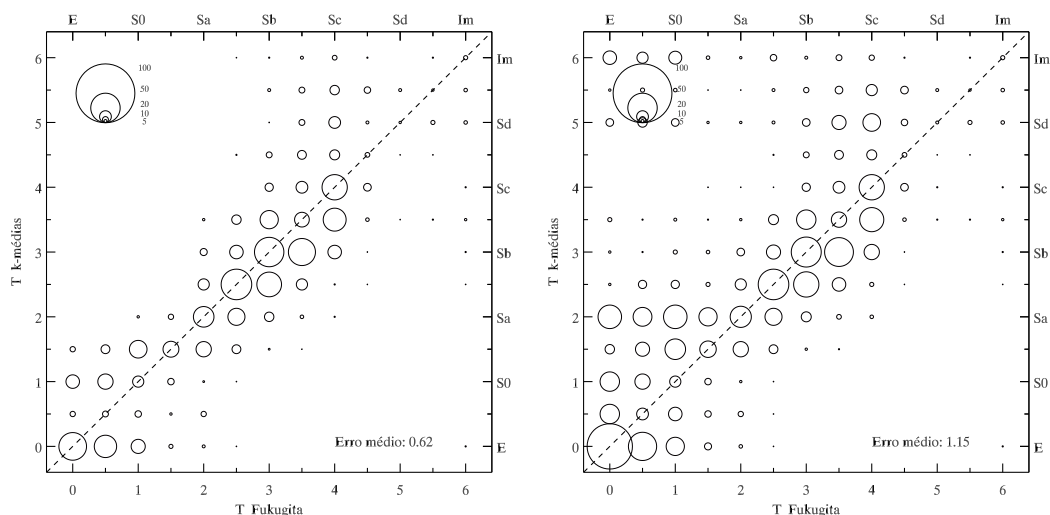 E S0 Sa Sb Sc Sd Im
6 Im
100
50
20
10
5
5 Sd
4 Sc
T k-médias
3 Sb
2 Sa
1 S0
0 E
Erro médio: 0.62
0 1 2 3 4 5 6
T Fukugita
E S0 Sa Sb Sc Sd Im
6 Im
100
50
20
10
5
5 Sd
4 Sc
T k-médias
3 Sb
2 Sa
1 S0
0 E
Erro médio: 1.15
0 1 2 3 4 5 6
T Fukugita